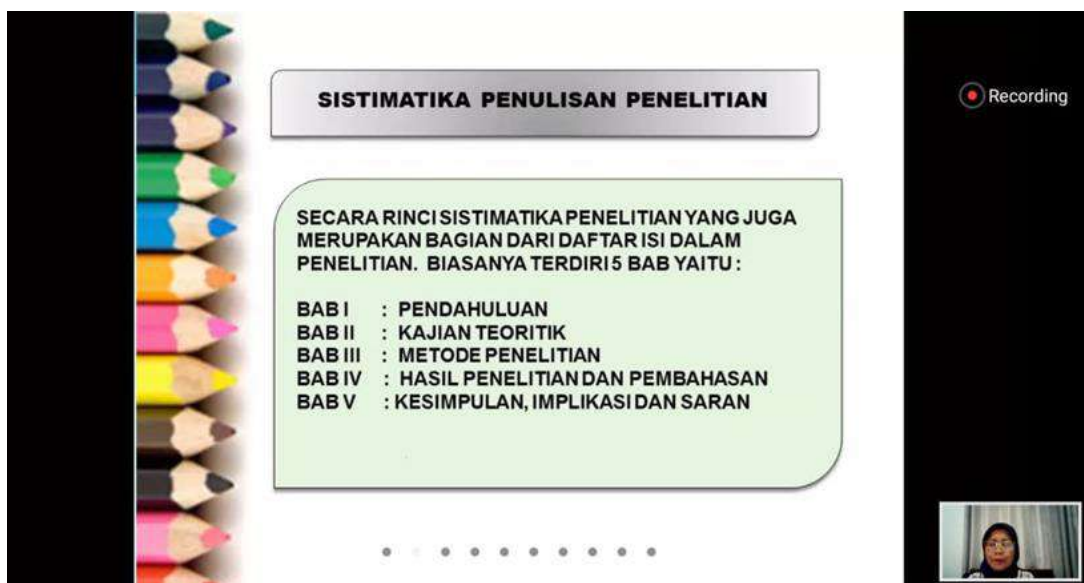 SISTIMATIKA PENULISAN PENELITIAN
Recording
SECARA RINCI SISTIMATIKA PENELITIAN YANG JUGA
MERUPAKAN BAGIAN DARI DAFTAR ISI DALAM
PENELITIAN. BIASANYA TERDIRI 5 BAB YAITU :
BAB I : PENDAHULUAN
BAB II : KAJIAN TEORITIK
BAB III : METODE PENELITIAN
BAB IV : HASIL PENELITIAN DAN PEMBAHASAN
BAB V : KESIMPULAN, IMPLIKASI DAN SARAN